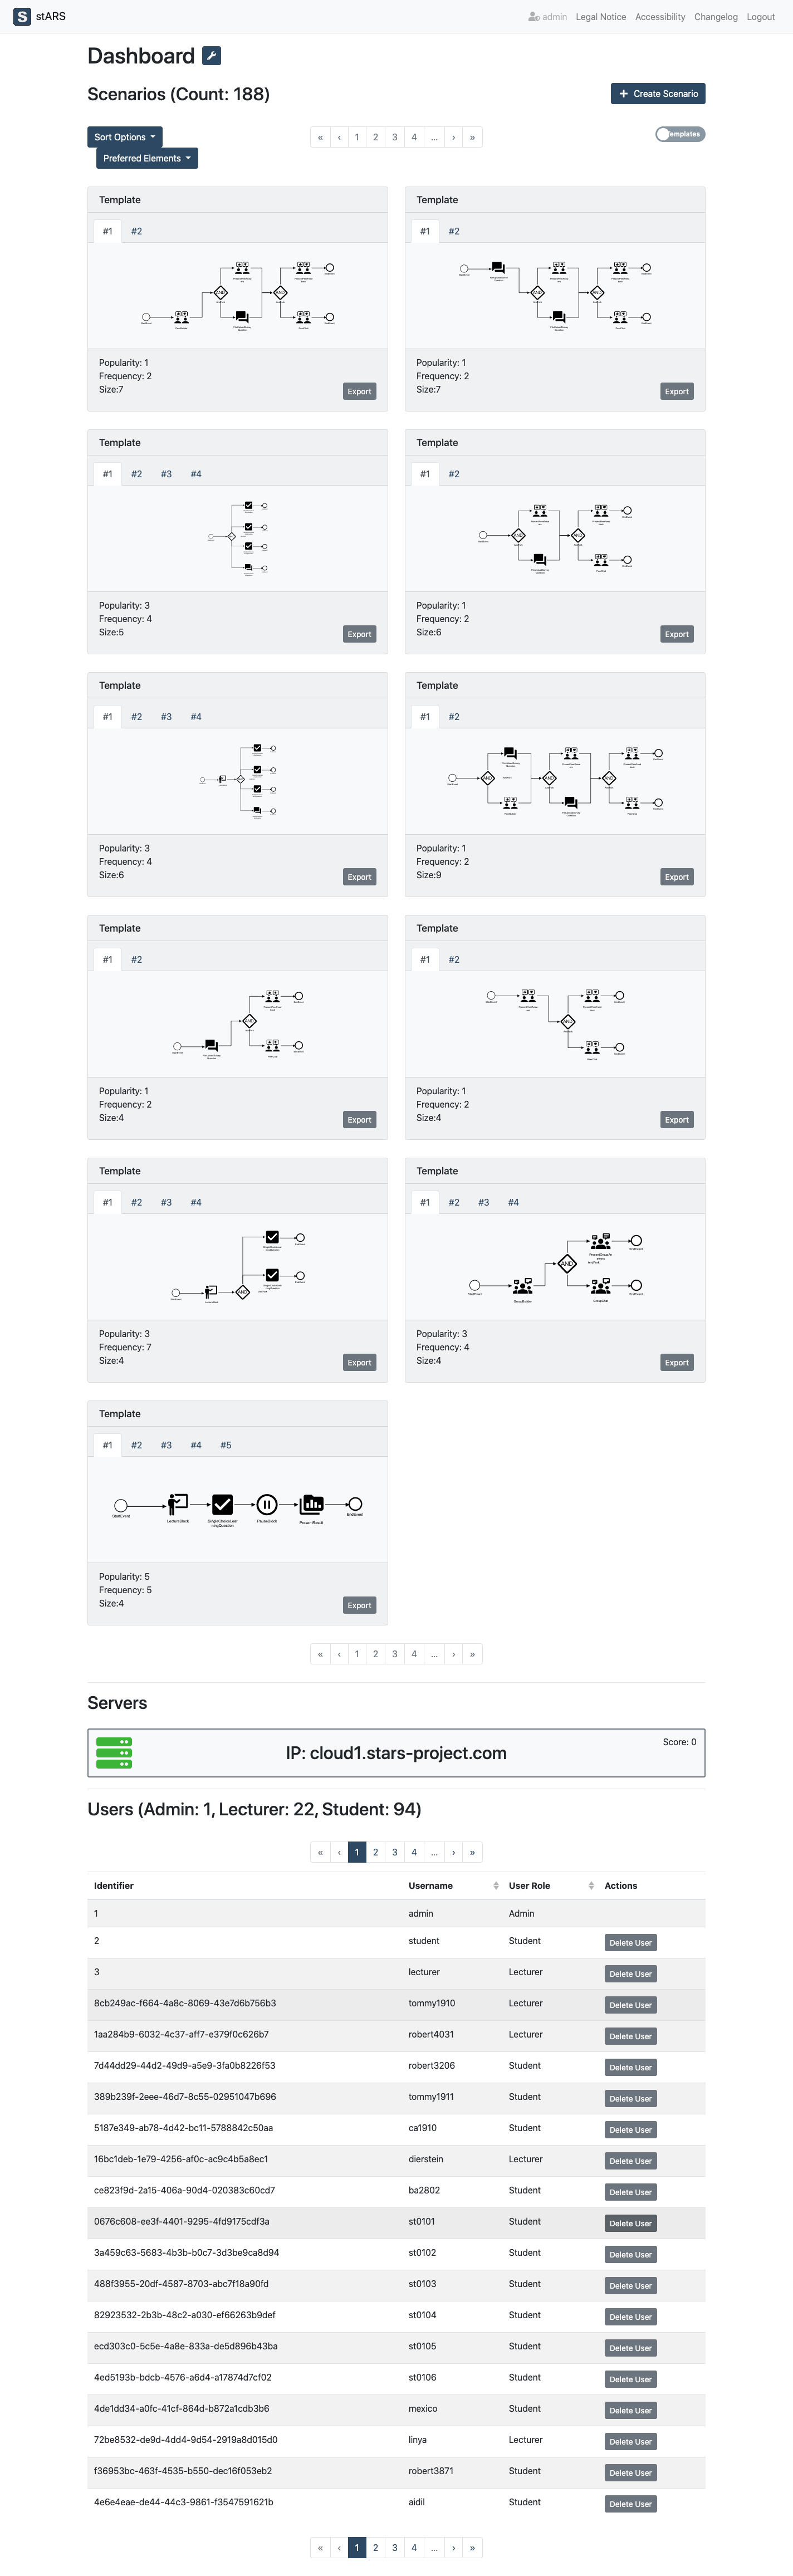 stARS
admin Legal Notice Accessibility Changelog Logout
Dashboard
Scenarios (Count: 188)
Create Scenario
Sort Options
Preferred Elements
« ‹ 1 2 3 4 … › »
Template
#1 #2
Popularity: 1
Frequency: 2
Size:7
Export
Template
#1 #2
Popularity: 1
Frequency: 2
Size:7
Export
Template
#1 #2 #3 #4
Popularity: 3
Frequency: 4
Size:5
Export
Template
#1 #2
Popularity: 1
Frequency: 2
Size:6
Export
Template
#1 #2 #3 #4
Popularity: 3
Frequency: 4
Size:6
Export
Template
#1 #2
Popularity: 1
Frequency: 2
Size:9
Export
Template
#1 #2
Popularity: 1
Frequency: 2
Size:4
Export
Template
#1 #2
Popularity: 1
Frequency: 2
Size:4
Export
Template
#1 #2 #3 #4
Popularity: 3
Frequency: 7
Size:4
Export
Template
#1 #2 #3 #4
StartEvent
GroupBuilder
AND
GroupChat
EndEvent
EndEvent
Popularity: 3
Frequency: 4
Size:4
Export
Template
#1 #2 #3 #4 #5
StartEvent
LectureBlock
SingleChoiceLear
ningQuestion
PauseBlock
PresentResult
EndEvent
Popularity: 5
Frequency: 5
Size:4
Export
« ‹ 1 2 3 4 … › »
Servers
IP: cloud1.stars-project.com
Score: 0
Users (Admin: 1, Lecturer: 22, Student: 94)
« ‹ 1 2 3 4 … › »
Identifier Username User Role Actions
1 admin Admin
2 student Student Delete User
3 lecturer Lecturer Delete User
8cb249ac-f664-4a8c-8069-43e7d6b756b3 tommy1910 Lecturer Delete User
1aa284b9-6032-4c37-aff7-e379f0c626b7 robert4031 Lecturer Delete User
7d44dd29-44d2-49d9-a5e9-3fa0b8226f53 robert3206 Student Delete User
389b239f-2eee-46d7-8c55-02951047b696 tommy1911 Student Delete User
5187e349-ab78-4d42-bc11-5788842c50aa ca1910 Student Delete User
16bc1deb-1e79-4256-af0c-ac9c4b5a8ec1 dierstein Lecturer Delete User
ce823f9d-2a15-406a-90d4-020383c60cd7 ba2802 Student Delete User
0676c608-ee3f-4401-9295-4fd9175cdf3a st0101 Student Delete User
3a459c63-5683-4b3b-b0c7-3d3be9ca8d94 st0102 Student Delete User
488f3955-20df-4587-8703-abc7f18a90fd st0103 Student Delete User
82923532-2b3b-48c2-a030-ef66263b9def st0104 Student Delete User
ecd303c0-5c5e-4a8e-833a-de5d896b43ba st0105 Student Delete User
4ed5193b-bdcb-4576-a6d4-a17874d7cf02 st0106 Student Delete User
4de1dd34-a0fc-41cf-864d-b872a1cdb3b6 mexico Student Delete User
72be8532-de9d-4dd4-9d54-2919a8d015d0 linya Lecturer Delete User
f36953bc-463f-4535-b550-dec16f053eb2 robert3871 Student Delete User
4e6e4eae-de44-44c3-9861-f3547591621b aidil Student Delete User
« ‹ 1 2 3 4 … › »